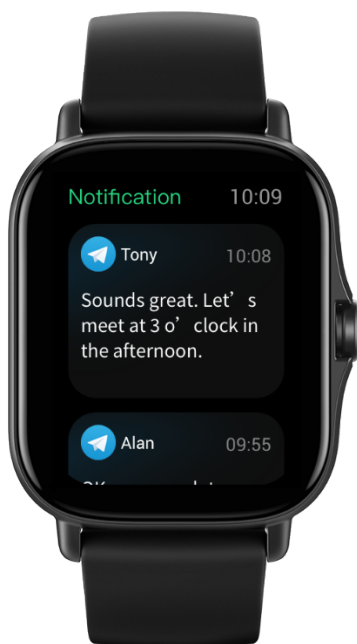 Notification 10:09
Tony 10:08
Sounds great. Let’ s
meet at 3 o’ clock in
the afternoon.
Alan 09:55